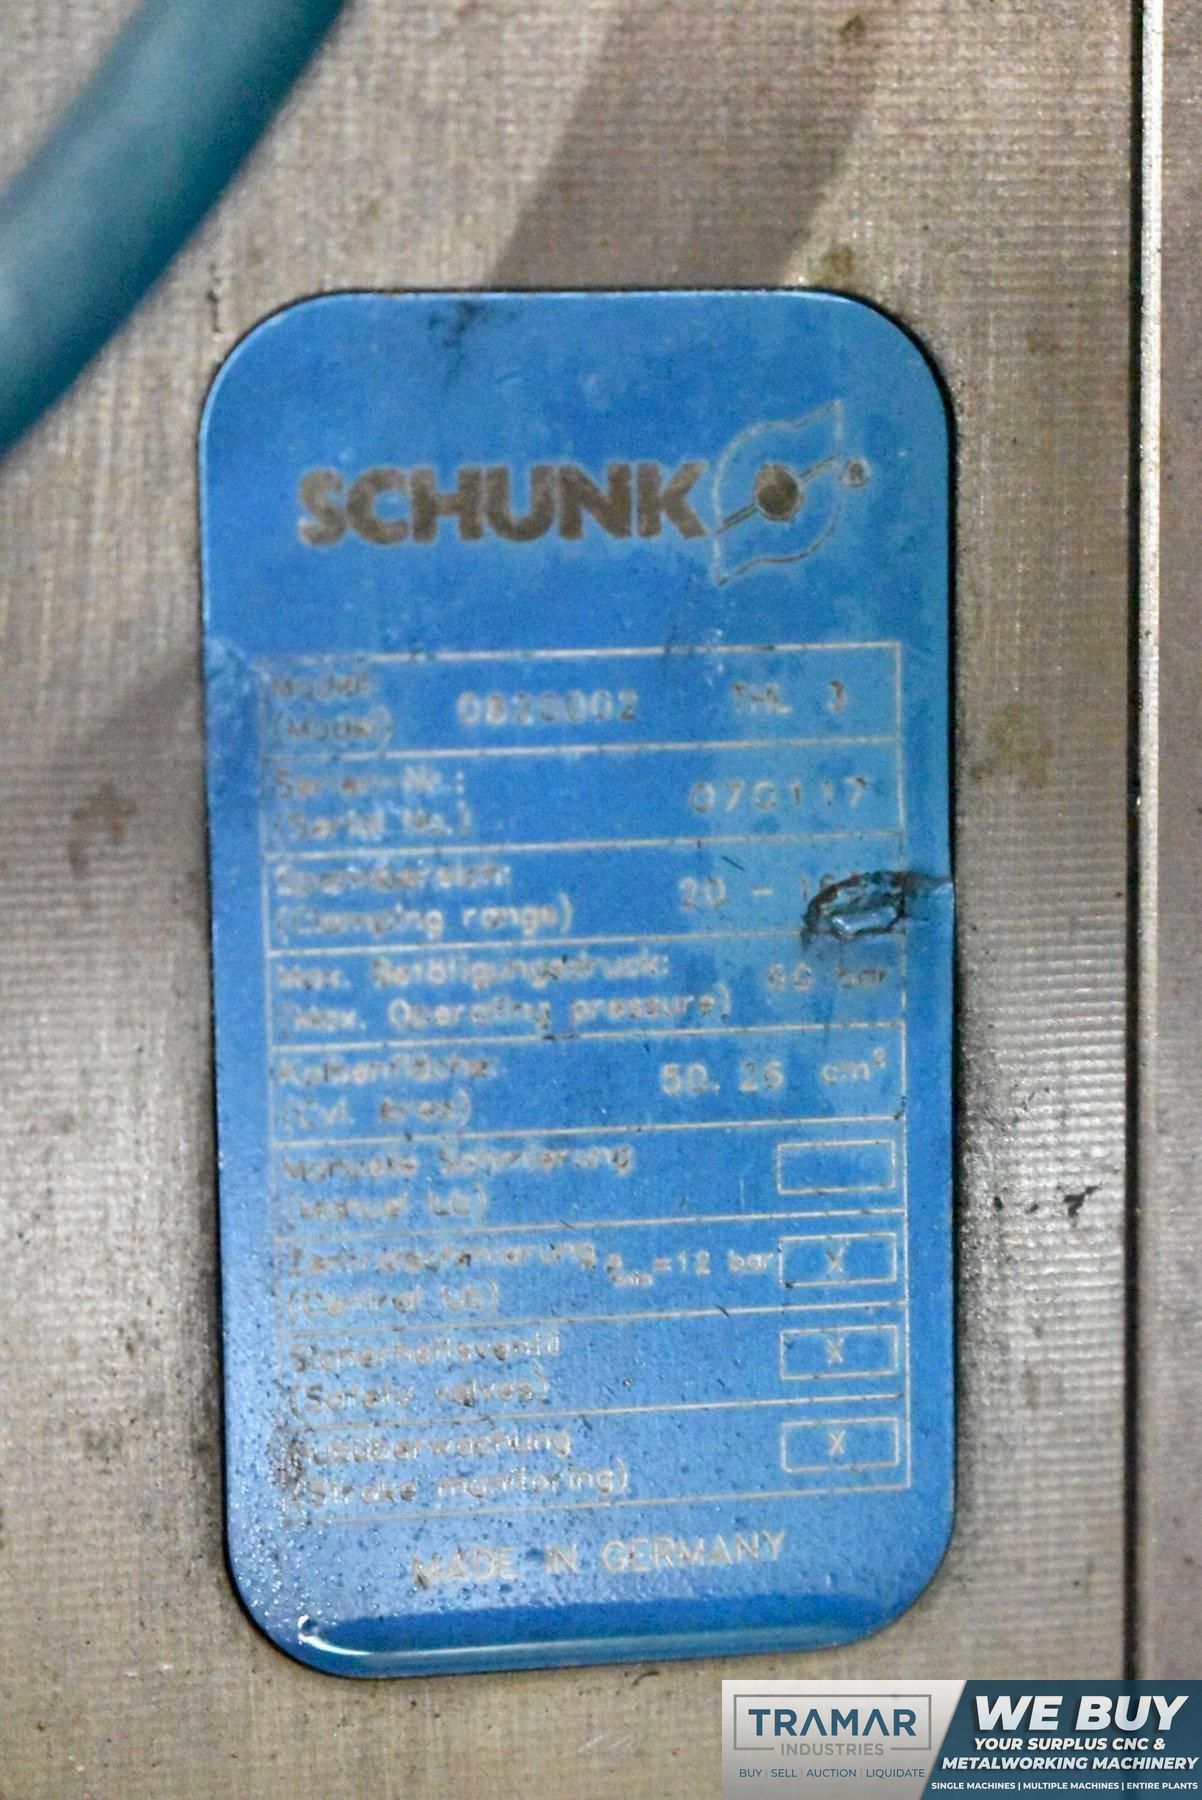 SCHUNK ®
Modell 0820002 THL 3
(Model)
Serien-Nr.: 070117
(Serial No.)
Spannbereich: 20 -
(Clamping range)
Max. Betätigungsdruck: 60 bar
(Max. Operating pressure)
Kolbenfläche: 50.26 cm²
(Cyl. Area)
Manuelle Schmierung
(Manual lub)
Zentralschmierung Pmin=12 bar X
(Central lub)
Sicherheitsventil X
(Safety valves)
Hubüberwachung X
(Stroke monitoring)
MADE IN GERMANY
TRAMAR
INDUSTRIES
BUY | SELL | AUCTION | LIQUIDATE
WE BUY
YOUR SURPLUS CNC &
METALWORKING MACHINERY
SINGLE MACHINES | MULTIPLE MACHINES | ENTIRE PLANTS